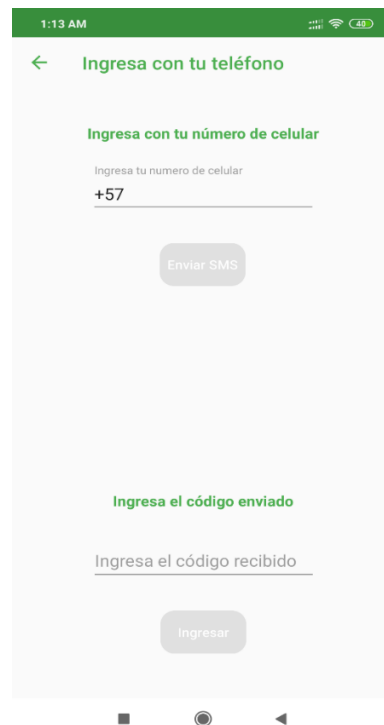 1:13 AM
40
Ingresa con tu teléfono
Ingresa con tu número de celular
Ingresa tu numero de celular
+57
Enviar SMS
Ingresa el código enviado
Ingresa el código recibido
Ingresar